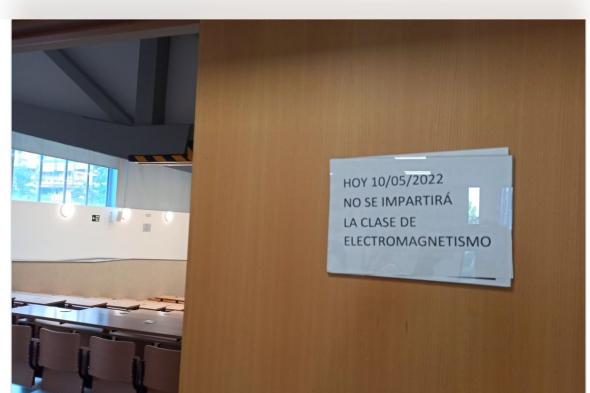 HOY 10/05/2022
NO SE IMPARTIRÁ
LA CLASE DE
ELECTROMAGNETISMO